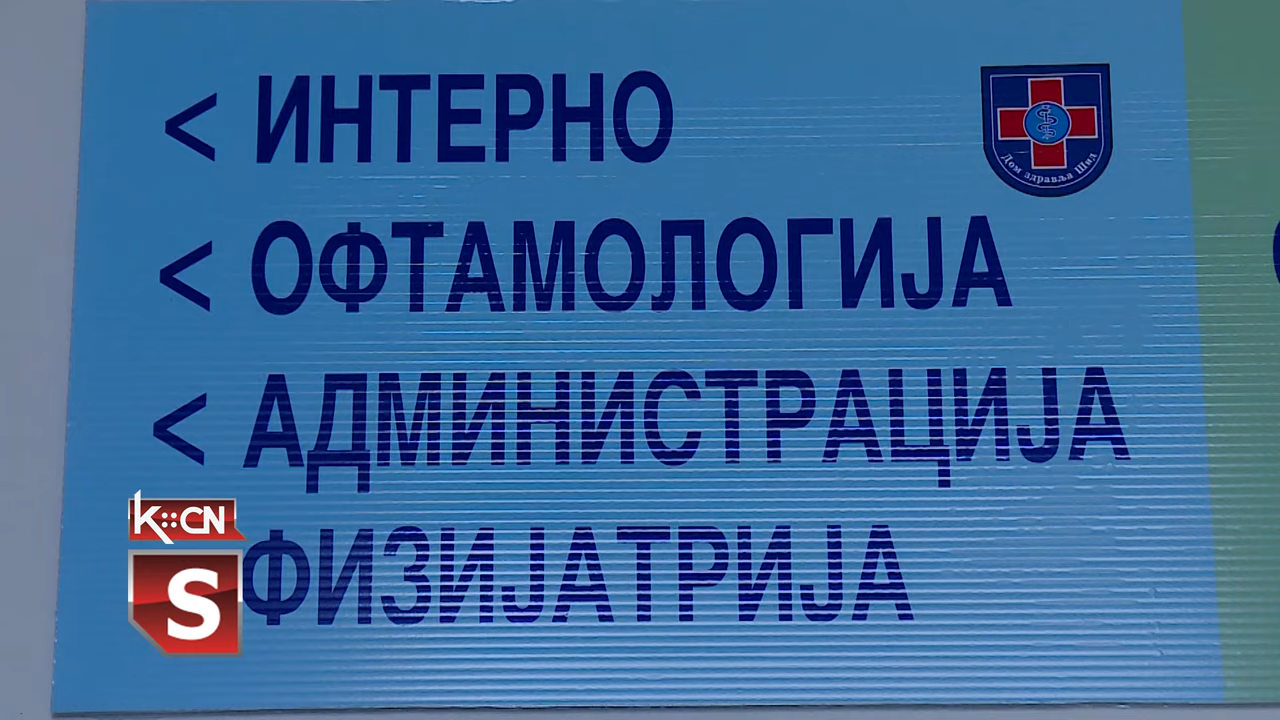 < ИНТЕРНО
Дом здравља Шид
< ОФТАМОЛОГИЈА
< АДМИНИСТРАЦИЈА
K::CN
S
ФИЗИЈАТРИЈА